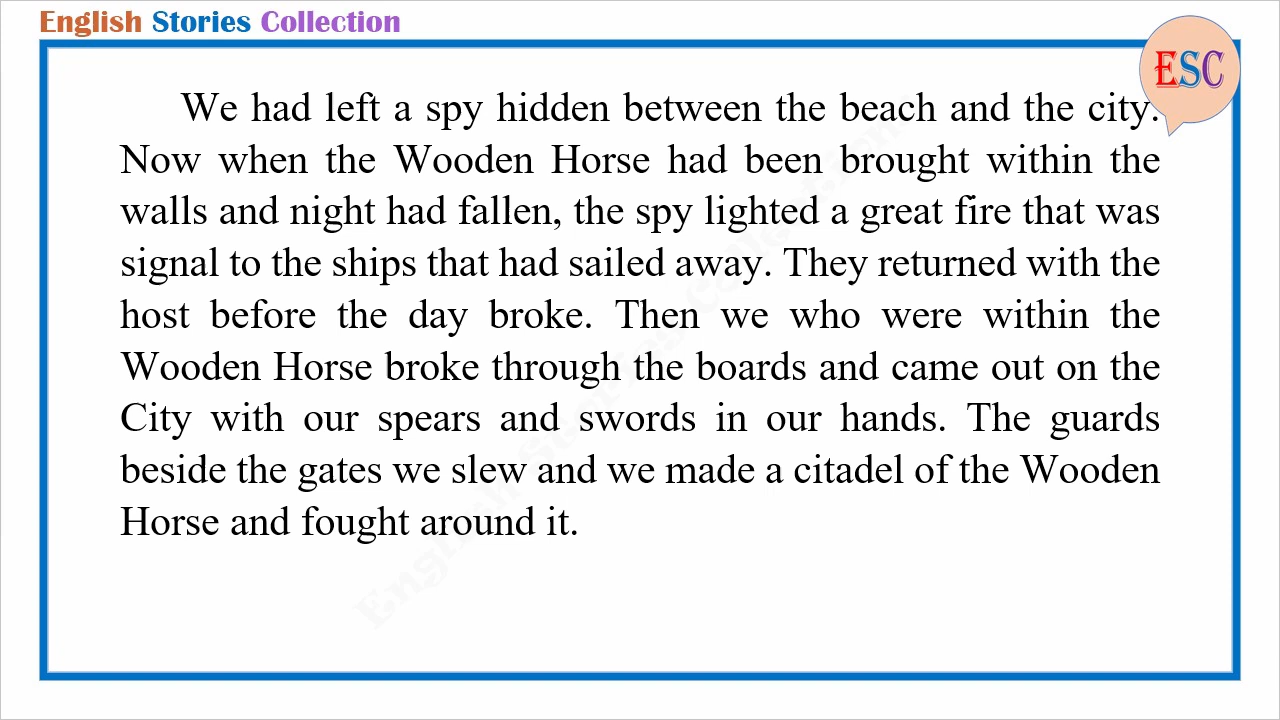 English Stories Collection
ESC
We had left a spy hidden between the beach and the city.
Now when the Wooden Horse had been brought within the
walls and night had fallen, the spy lighted a great fire that was
signal to the ships that had sailed away. They returned with the
host before the day broke. Then we who were within the
Wooden Horse broke through the boards and came out on the
City with our spears and swords in our hands. The guards
beside the gates we slew and we made a citadel of the Wooden
Horse and fought around it.
English Stories Collection